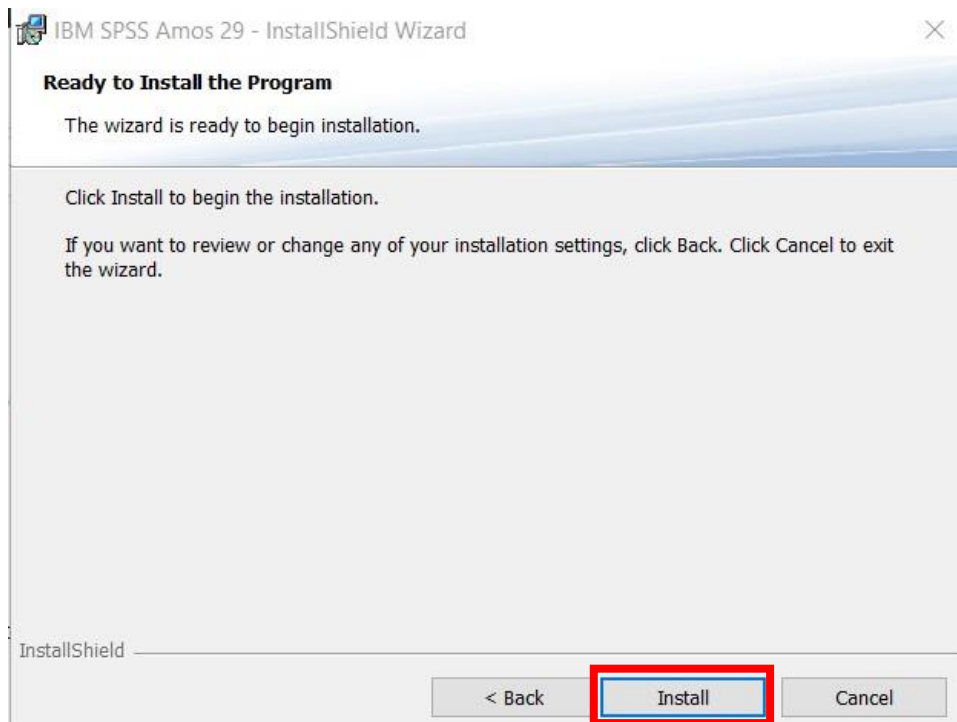 IBM SPSS Amos 29 - InstallShield Wizard
Ready to Install the Program
The wizard is ready to begin installation.
Click Install to begin the installation.
If you want to review or change any of your installation settings, click Back. Click Cancel to exit
the wizard.
InstallShield
< Back Install Cancel